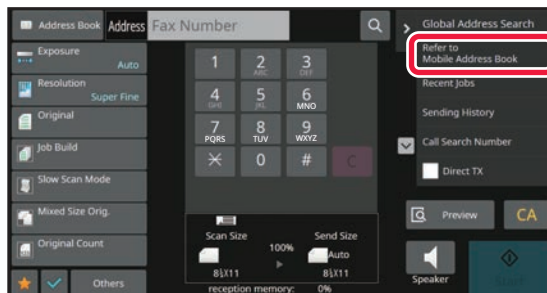 Address Book
Address
Fax Number
Global Address Search
Exposure
Auto
Refer to
Mobile Address Book
Resolution
Super Fine
Recent Jobs
Original
Sending History
Job Build
Call Search Number
Slow Scan Mode
Direct TX
Mixed Size Orig.
Preview
CA
Original Count
Others
1
2
ABC
3
DEF
4
GHI
5
JKL
6
MNO
7
PQRS
8
TUV
9
WXYZ
0
#
C
Scan Size
100%
Send Size
Auto
8½X11
8½X11
reception memory: 0%
Speaker
Start